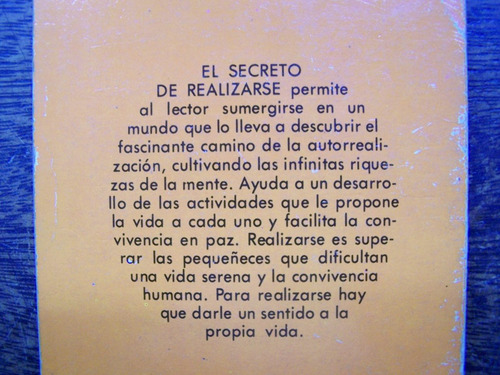 EL SECRETO
DE REALIZARSE permite
al lector sumergirse en un
mundo que lo lleva a descubrir el
fascinante camino de la autorreali-
zación, cultivando las infinitas rique-
zas de la mente. Ayuda a un desarro-
llo de las actividades que le propone
la vida a cada uno y facilita la con-
vivencia en paz. Realizarse es supe-
rar las pequeñeces que dificultan
una vida serena y la convivencia
humana. Para realizarse hay
que darle un sentido a la
propia vida.